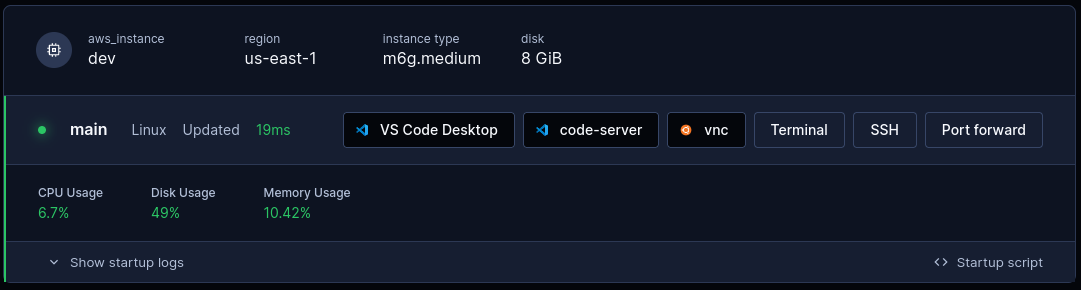 aws_instance region instance type disk
dev us-east-1 m6g.medium 8 GiB
main Linux Updated 19ms VS Code Desktop code-server vnc Terminal SSH Port forward
CPU Usage Disk Usage Memory Usage
6.7% 49% 10.42%
Show startup logs Startup script